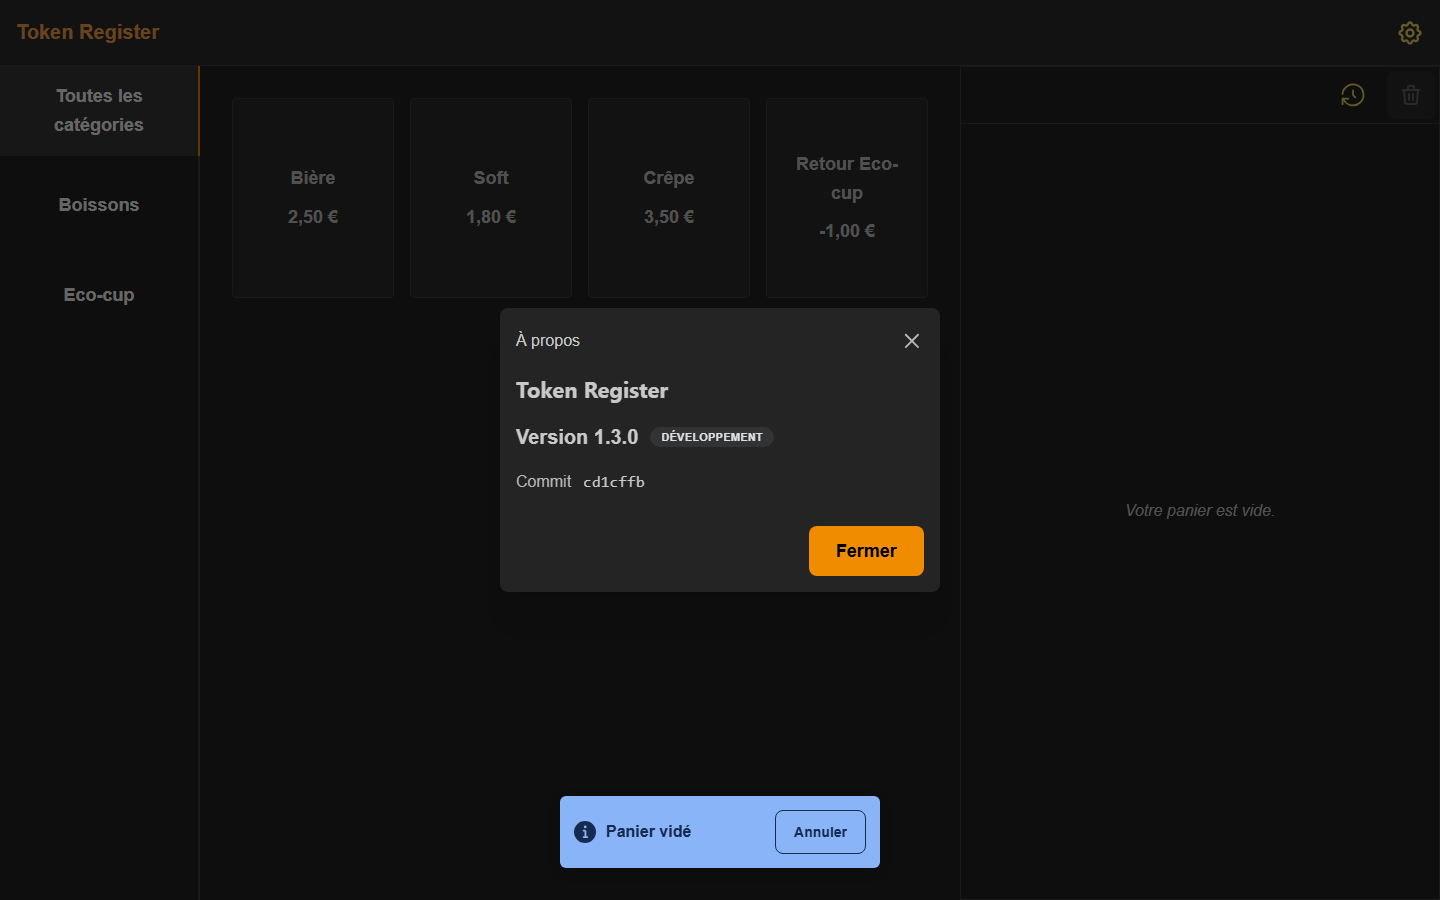 Token Register
Toutes les
catégories
Boissons
Eco-cup
Bière
2,50 €
Soft
1,80 €
Crêpe
3,50 €
Retour Eco-
cup
-1,00 €
Votre panier est vide.
À propos
Token Register
Version 1.3.0 DÉVELOPPEMENT
Commit cd1cffb
Fermer
Panier vidé
Annuler